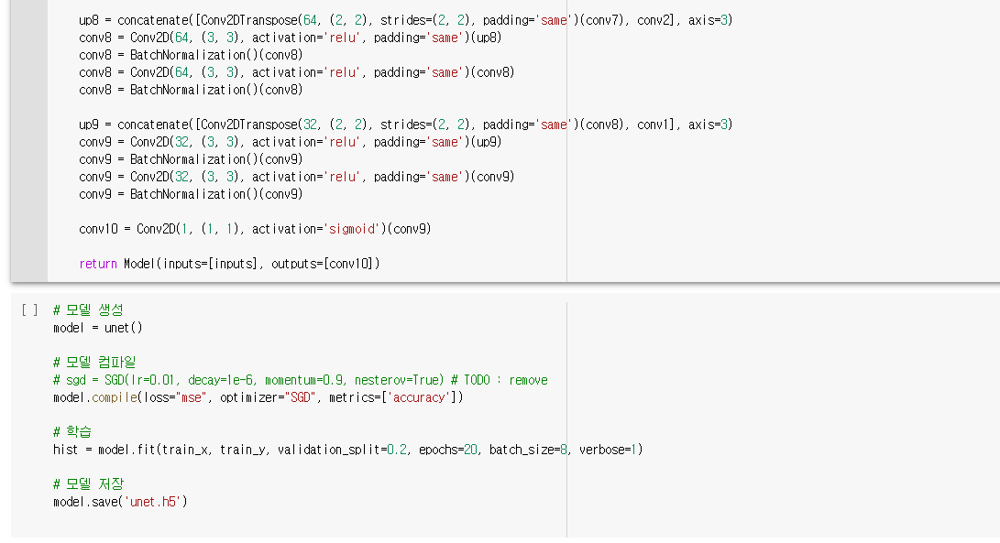 up8 = concatenate([Conv2DTranspose(64, (2, 2), strides=(2, 2), padding='same')(conv7), conv2], axis=3)
conv8 = Conv2D(64, (3, 3), activation='relu', padding='same')(up8)
conv8 = BatchNormalization()(conv8)
conv8 = Conv2D(64, (3, 3), activation='relu', padding='same')(conv8)
conv8 = BatchNormalization()(conv8)
up9 = concatenate([Conv2DTranspose(32, (2, 2), strides=(2, 2), padding='same')(conv8), conv1], axis=3)
conv9 = Conv2D(32, (3, 3), activation='relu', padding='same')(up9)
conv9 = BatchNormalization()(conv9)
conv9 = Conv2D(32, (3, 3), activation='relu', padding='same')(conv9)
conv9 = BatchNormalization()(conv9)
conv10 = Conv2D(1, (1, 1), activation='sigmoid')(conv9)
return Model(inputs=[inputs], outputs=[conv10])
[ ] # 모델 생성
model = unet()
# 모델 컴파일
# sgd = SGD(lr=0.01, decay=1e-6, momentum=0.9, nesterov=True) # TODO : remove
model.compile(loss="mse", optimizer="SGD", metrics=['accuracy'])
# 학습
hist = model.fit(train_x, train_y, validation_split=0.2, epochs=20, batch_size=8, verbose=1)
# 모델 저장
model.save('unet.h5')